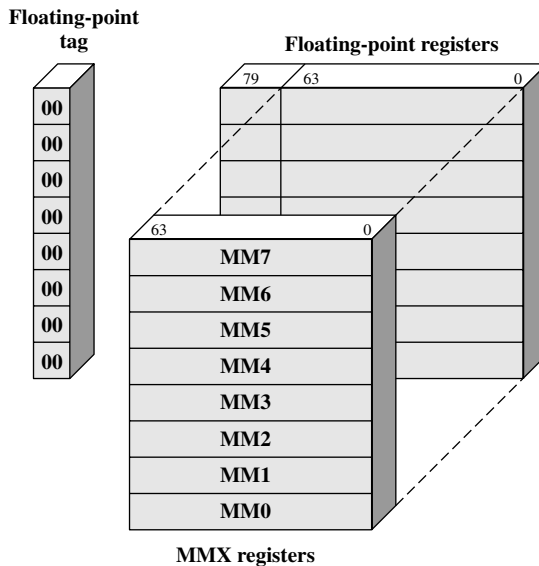 Floating-point
tag
Floating-point registers
79 63 0
00
00
00
00
00
00
00
00
63 0
MM7
MM6
MM5
MM4
MM3
MM2
MM1
MM0
MMX registers